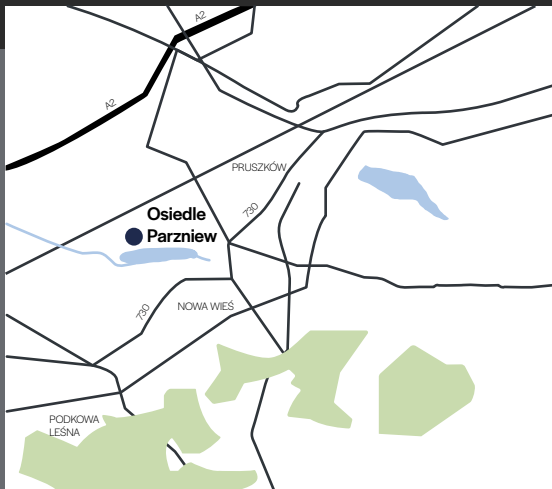 A2
A2
PRUSZKÓW
730
Osiedle
Parzniew
730
NOWA WIEŚ
PODKOWA
LEŚNA